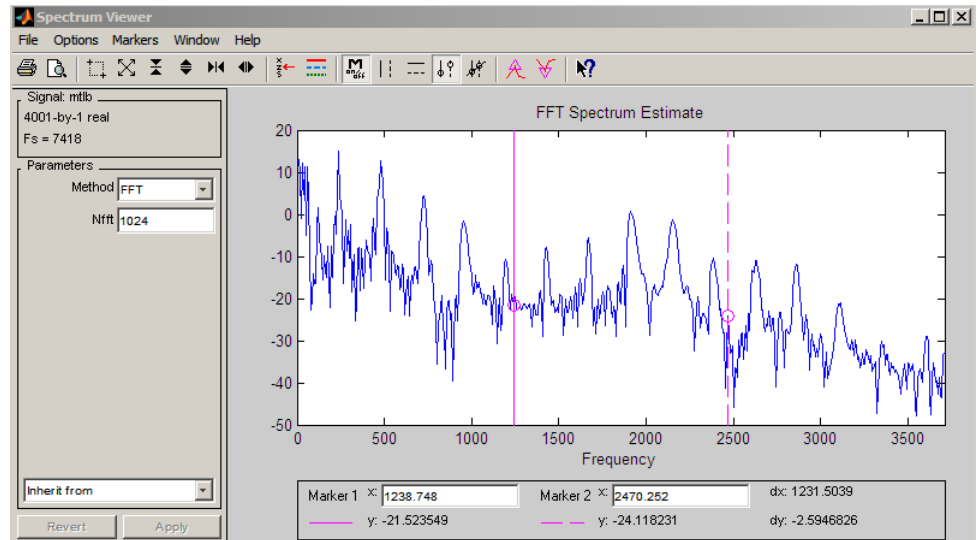 Spectrum Viewer
File Options Markers Window Help
Signal: mtlb
4001-by-1 real
Fs = 7418
Parameters
Method FFT
Nfft 1024
Inherit from
Revert Apply
FFT Spectrum Estimate
20
10
0
-10
-20
-30
-40
-50
0 500 1000 1500 2000 2500 3000 3500
Frequency
Marker 1 x: 1238.748 Marker 2 x: 2470.252 dx: 1231.5039
y: -21.523549 y: -24.118231 dy: -2.5946826